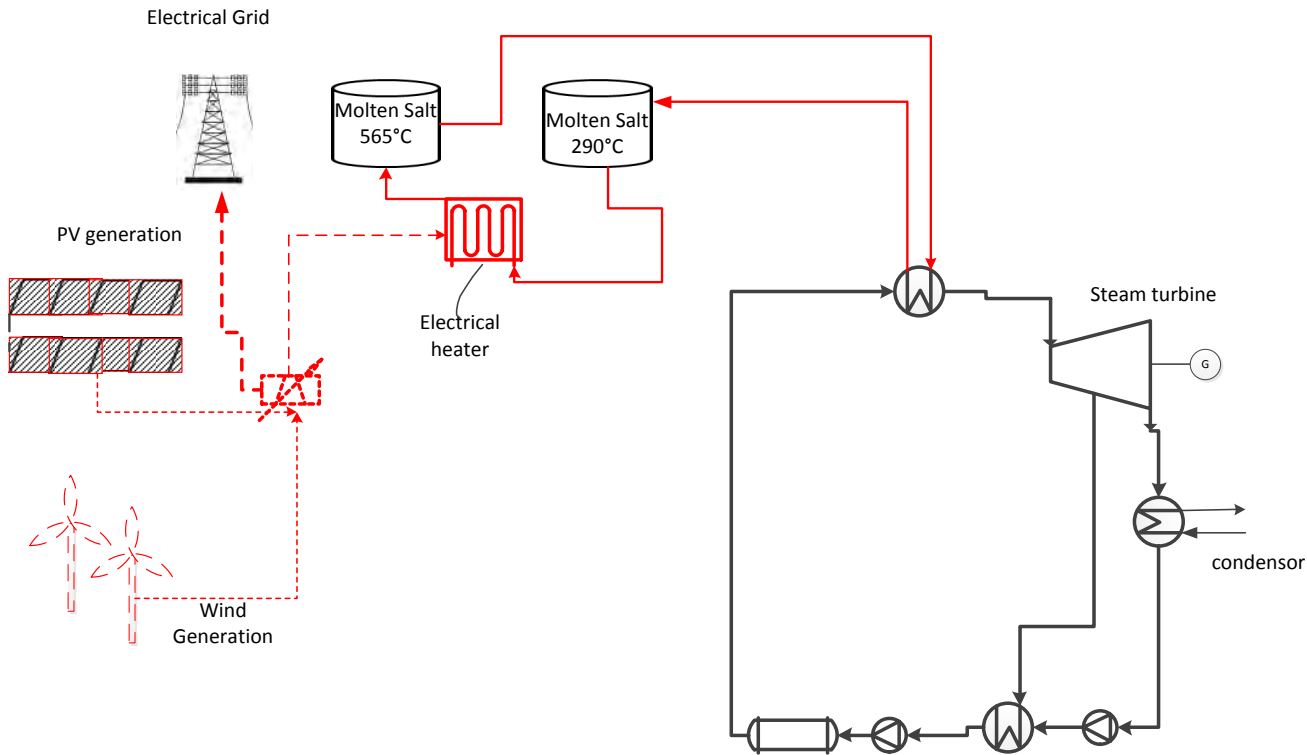 Electrical Grid
Molten Salt
565°C
Molten Salt
290°C
PV generation
Electrical
heater
Steam turbine
G
condensor
Wind
Generation